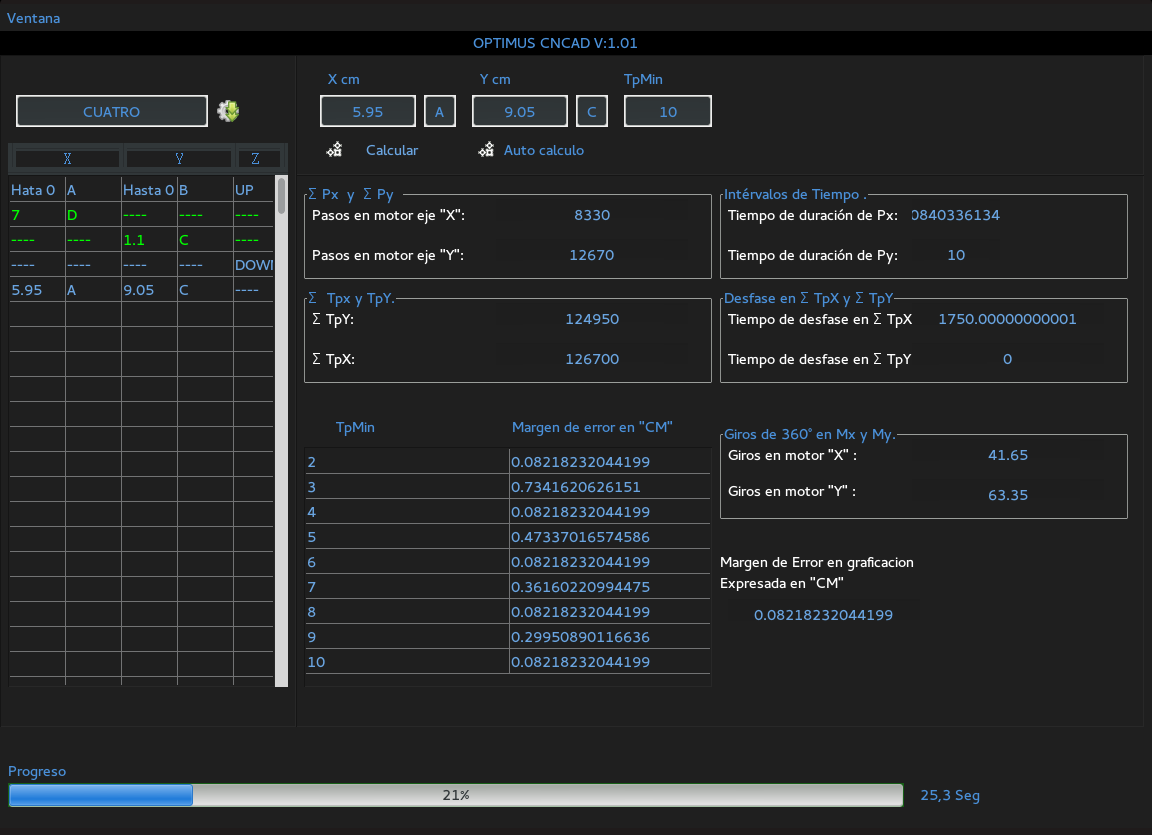 Ventana
OPTIMUS CNCAD V:1.01
X cm Y cm TpMin
CUATRO 5.95 A 9.05 C 10
Calcular Auto calculo
X Y Z
Hata 0 A Hasta 0 B UP
7 D ---- ---- ----
---- ---- 1.1 C ----
---- ---- ---- ---- DOWN
5.95 A 9.05 C ----
Σ Px y Σ Py
Pasos en motor eje "X": 8330
Pasos en motor eje "Y": 12670
Intérvalos de Tiempo .
Tiempo de duración de Px: 0840336134
Tiempo de duración de Py: 10
Σ Tpx y TpY.
Σ TpY: 124950
Σ TpX: 126700
Desfase en Σ TpX y Σ TpY
Tiempo de desfase en Σ TpX 1750.00000000001
Tiempo de desfase en Σ TpY 0
TpMin Margen de error en "CM"
2 0.08218232044199
3 0.7341620626151
4 0.08218232044199
5 0.47337016574586
6 0.08218232044199
7 0.36160220994475
8 0.08218232044199
9 0.29950890116636
10 0.08218232044199
Giros de 360° en Mx y My.
Giros en motor "X" : 41.65
Giros en motor "Y" : 63.35
Margen de Error en graficacion
Expresada en "CM"
0.08218232044199
Progreso
21% 25,3 Seg